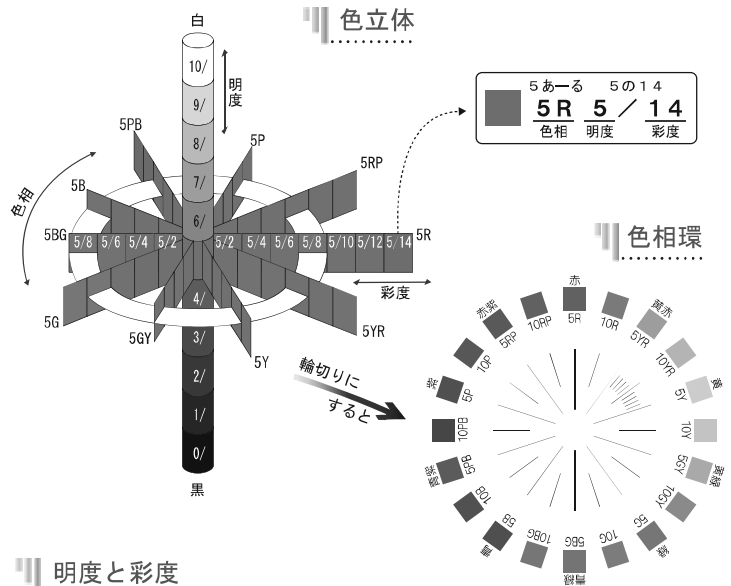 色立体
白
10/
9/
8/
7/
6/
4/
3/
2/
1/
0/
黒
明度
5PB
5P
5B
5RP
色相
5BG
5/8 5/6 5/4 5/2
5/2 5/4 5/6 5/8 5/10 5/12 5/14
5R
彩度
5G
5GY
5Y
5YR
5あーる 5の14
5R 5/14
色相 明度 彩度
輪切りに
すると
色相環
赤
5R
10R
黄赤
5YR
10YR
黄
5Y
10Y
黄緑
5GY
10GY
緑
5G
10G
青緑
5BG
10BG
青
5B
10B
青紫
5PB
10PB
紫
5P
10P
赤紫
5RP
10RP
明度と彩度